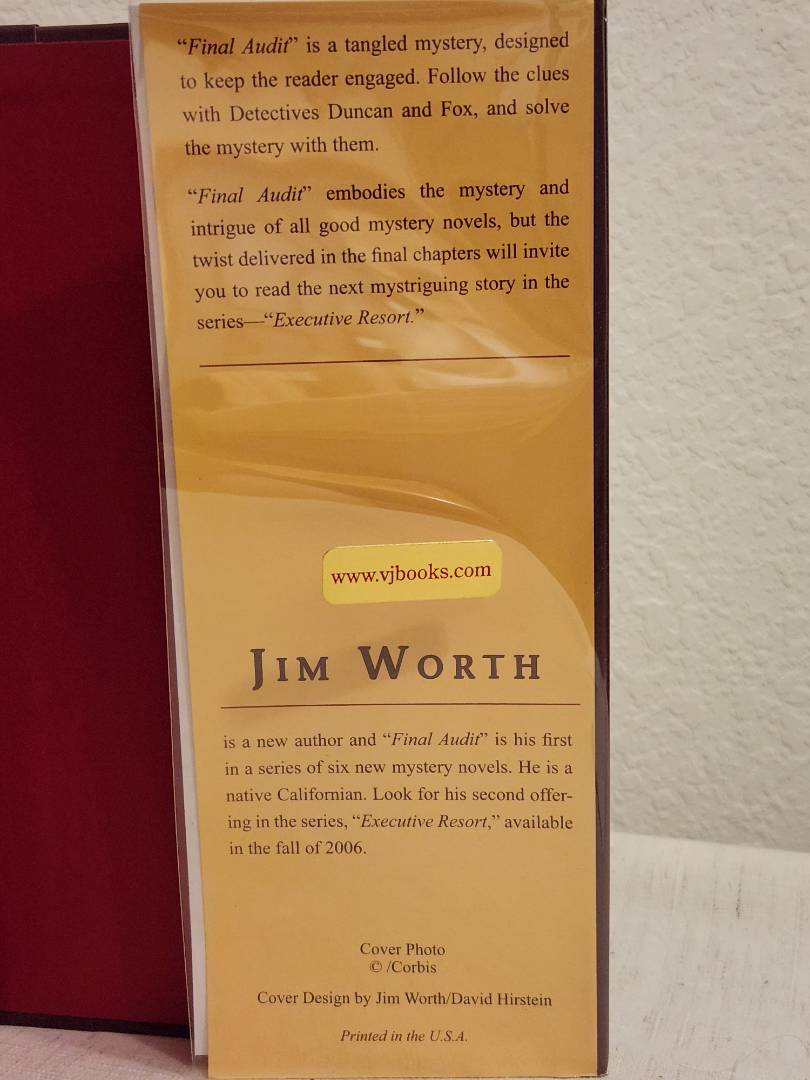 “Final Audit” is a tangled mystery, designed
to keep the reader engaged. Follow the clues
with Detectives Duncan and Fox, and solve
the mystery with them.
“Final Audit” embodies the mystery and
intrigue of all good mystery novels, but the
twist delivered in the final chapters will invite
you to read the next mystriguing story in the
series—“Executive Resort.”
www.vjbooks.com
JIM WORTH
is a new author and “Final Audit” is his first
in a series of six new mystery novels. He is a
native Californian. Look for his second offer-
ing in the series, “Executive Resort,” available
in the fall of 2006.
Cover Photo
© /Corbis
Cover Design by Jim Worth/David Hirstein
Printed in the U.S.A.